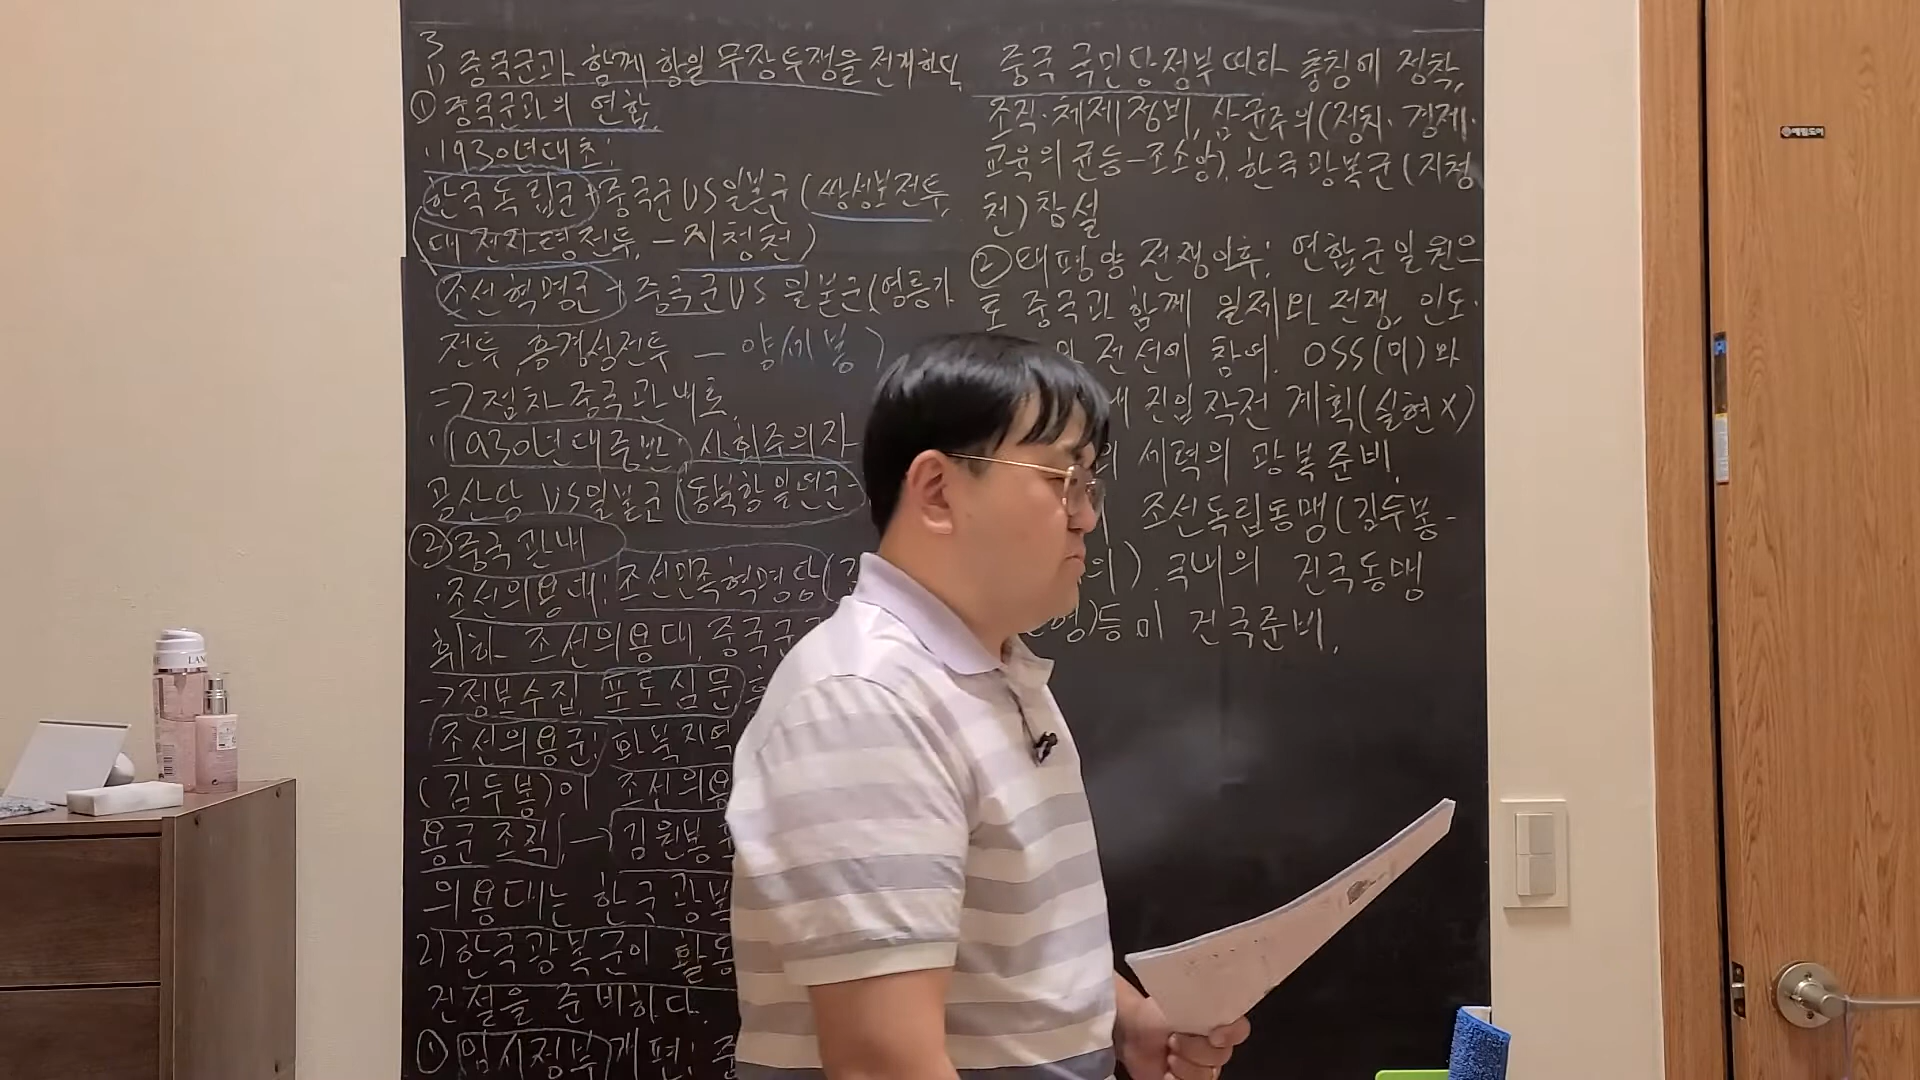 3
1) 중국군과 함께 항일 무장투쟁을 전개하다
① 중국군과의 연합
·1930년대초:
한국독립군+중국군 VS 일본군 (쌍성보전투,
대전자령전투, - 지청천)
조선혁명군+중국군 VS 일본군 (영릉가
전투, 흥경성전투 - 양세봉)
=> 점차 중국 관내로
·1930년대중반: 사회주의자
공산당 VS 일본군 (동북항일연군-
② 중국관내
·조선의용대: 조선민족혁명당(
휘하 조선의용대, 중국군
-> 정보수집, 포로심문
조선의용군: 화북지역
(김두봉)이 조선의용
용군 조직, → 김원봉
의용대는 한국광복
2) 한국광복군이 활동
건설을 준비하다.
① 임시정부 개편: 중
중국 국민당정부 따라 충칭에 정착,
조직·체제정비, 삼균주의(정치·경제·
교육의 균등-조소앙), 한국광복군(지청
천) 창설
② 태평양 전쟁이후: 연합군일원으
로 중국과 함께 일제와 전쟁, 인도·
전선에 참여. OSS(미)와
진입작전 계획(실현X)
세력의 광복준비,
조선독립동맹(김두봉-
의). 국내의 건국동맹
형)등이 건국준비.
LAN